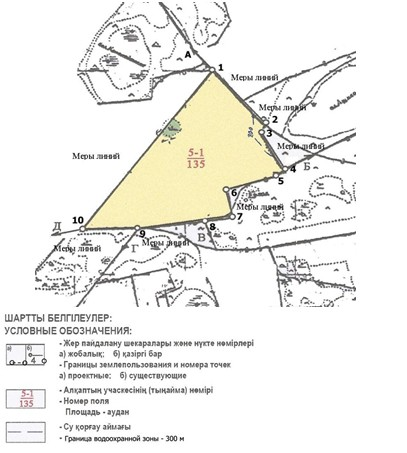 А
1
Меры линий
2
Меры линий
3
Меры линий
Меры линий
5-1
135
4
Б
5
6
Меры линий
7
Д
10
9
8
В
Меры линий
Меры линий
Г
ШАРТТЫ БЕЛГІЛЕУЛЕР:
УСЛОВНЫЕ ОБОЗНАЧЕНИЯ:
а) б)
4
- Жер пайдалану шекаралары және нүкте нөмірлері
а) жобалық; б) қазіргі бар
- Границы землепользования и номера точек
а) проектные; б) существующие
5-1
135
- Алқаптың учаскесінің (тыңайма) нөмірі
- Номер поля
Площадь - аудан
- Су қорғау аймағы
- Граница водоохранной зоны - 300 м